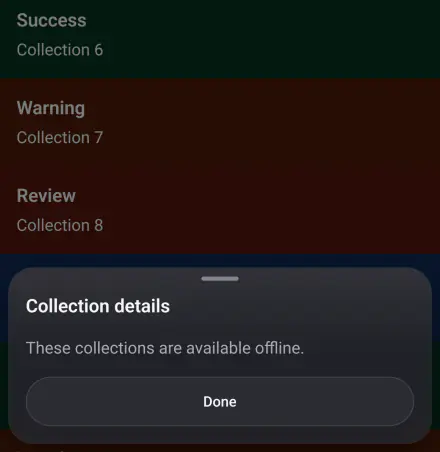 Success
Collection 6
Warning
Collection 7
Review
Collection 8
Collection details
These collections are available offline.
Done